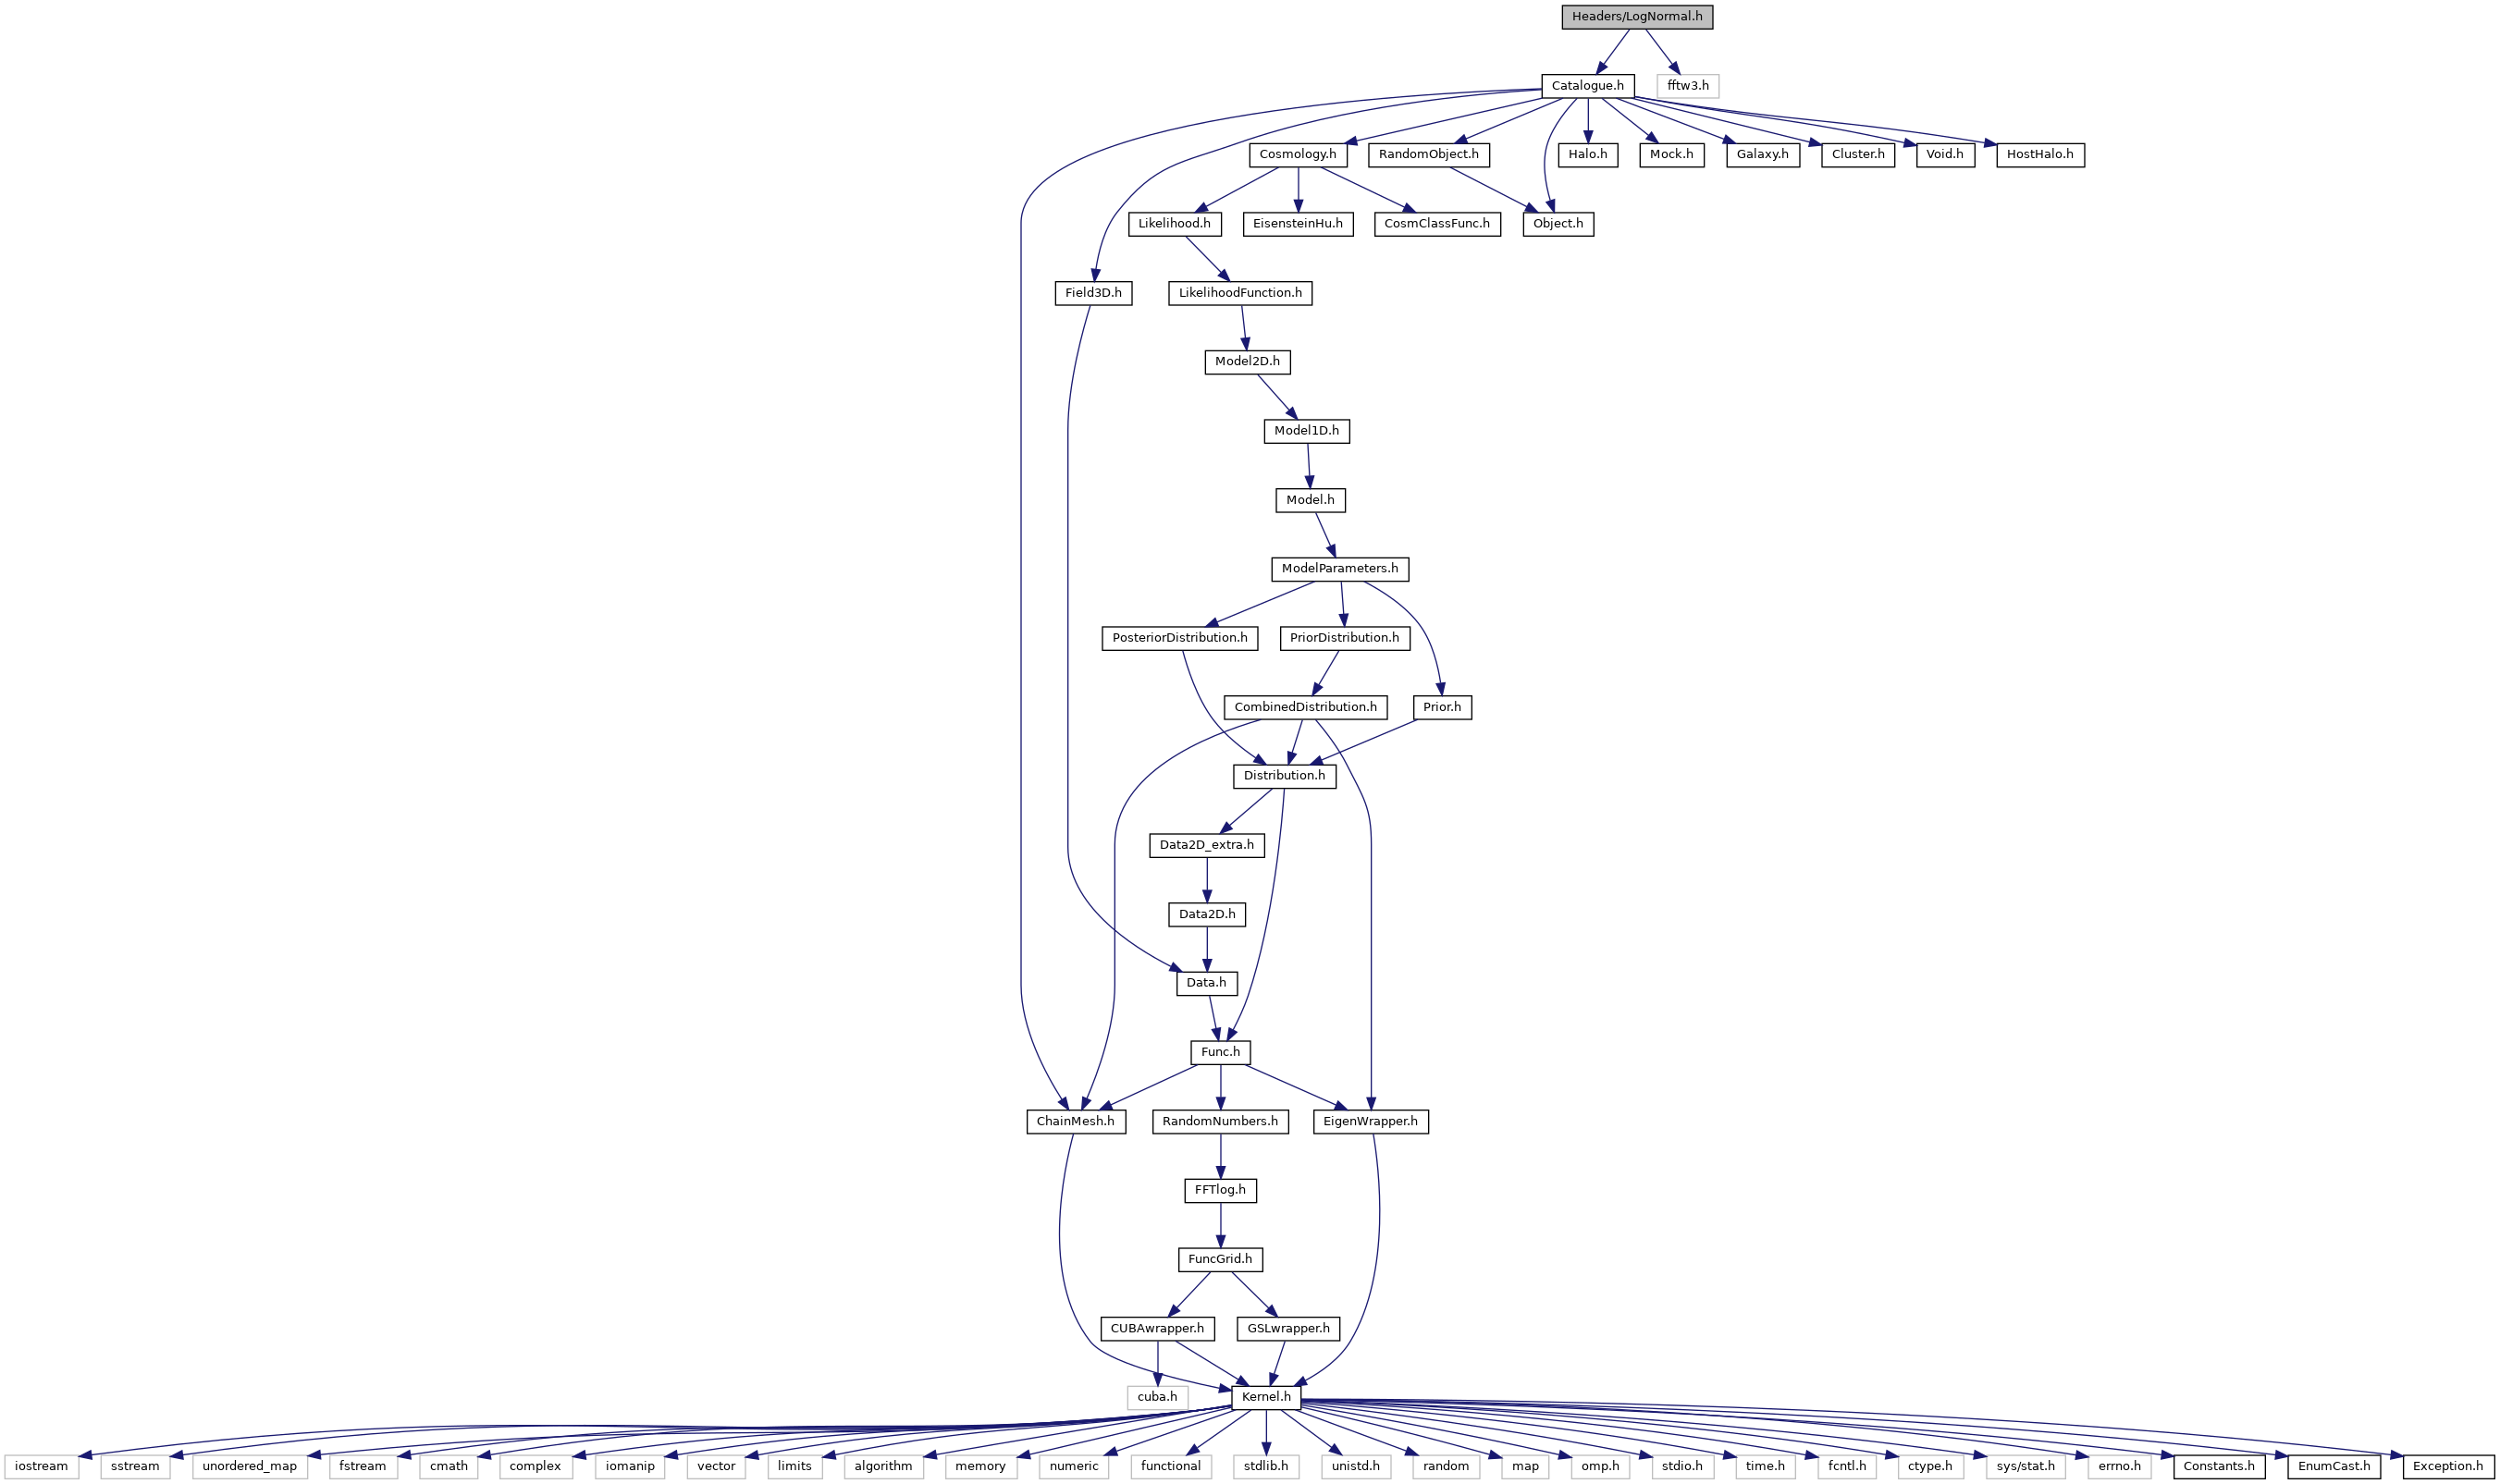 Headers/LogNormal.h
Catalogue.h
fftw3.h
Cosmology.h
RandomObject.h
Halo.h
Mock.h
Galaxy.h
Cluster.h
Void.h
HostHalo.h
Likelihood.h
EisensteinHu.h
CosmClassFunc.h
Object.h
Field3D.h
LikelihoodFunction.h
Model2D.h
Model1D.h
Model.h
ModelParameters.h
PosteriorDistribution.h
PriorDistribution.h
CombinedDistribution.h
Prior.h
Distribution.h
Data2D_extra.h
Data2D.h
Data.h
Func.h
ChainMesh.h
RandomNumbers.h
EigenWrapper.h
FFTlog.h
FuncGrid.h
CUBAwrapper.h
GSLwrapper.h
cuba.h
Kernel.h
iostream
sstream
unordered_map
fstream
cmath
complex
iomanip
vector
limits
algorithm
memory
numeric
functional
stdlib.h
unistd.h
random
map
omp.h
stdio.h
time.h
fcntl.h
ctype.h
sys/stat.h
errno.h
Constants.h
EnumCast.h
Exception.h